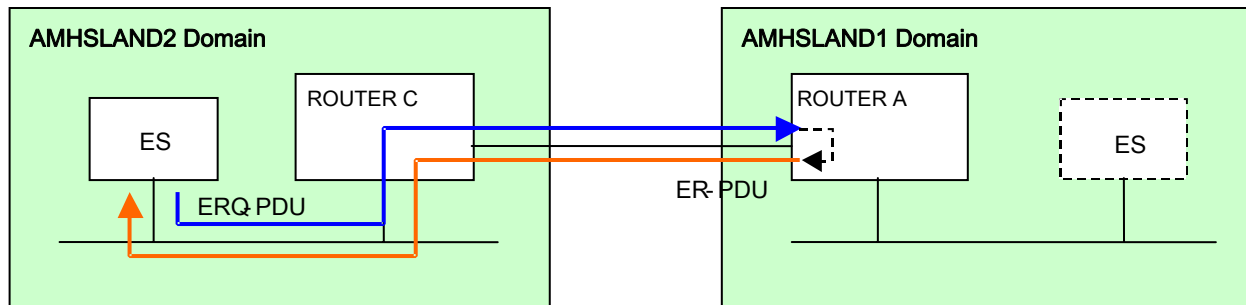 AMHSLAND2 Domain
AMHSLAND1 Domain
ROUTER C
ROUTER A
ES
ES
ERQ-PDU
ER-PDU